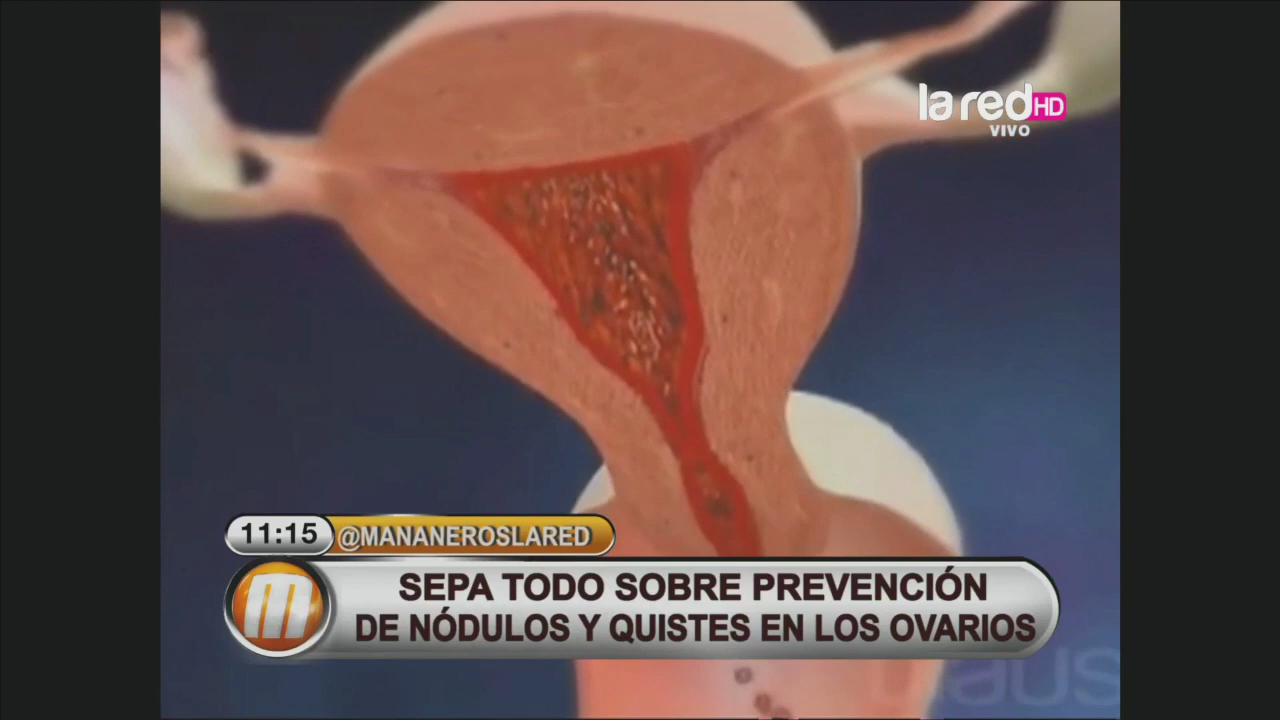 la red HD
VIVO
11:15 @MANANEROSLARED
m SEPA TODO SOBRE PREVENCIÓN
DE NÓDULOS Y QUISTES EN LOS OVARIOS